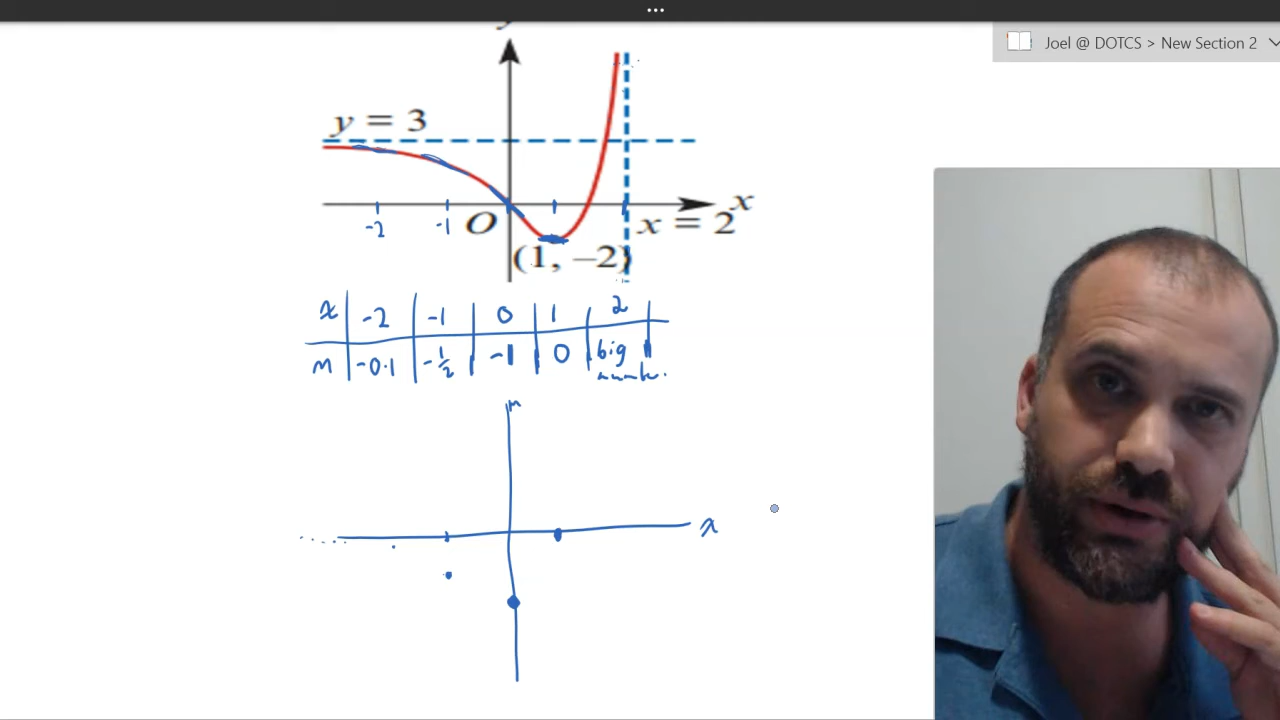 ...
Joel @ DOTCS > New Section 2
y = 3
-2 -1 O x
x = 2
(1, –2)
x -2 -1 0 1 2
m -0.1 -1/2 -1 0 big number.
m
x